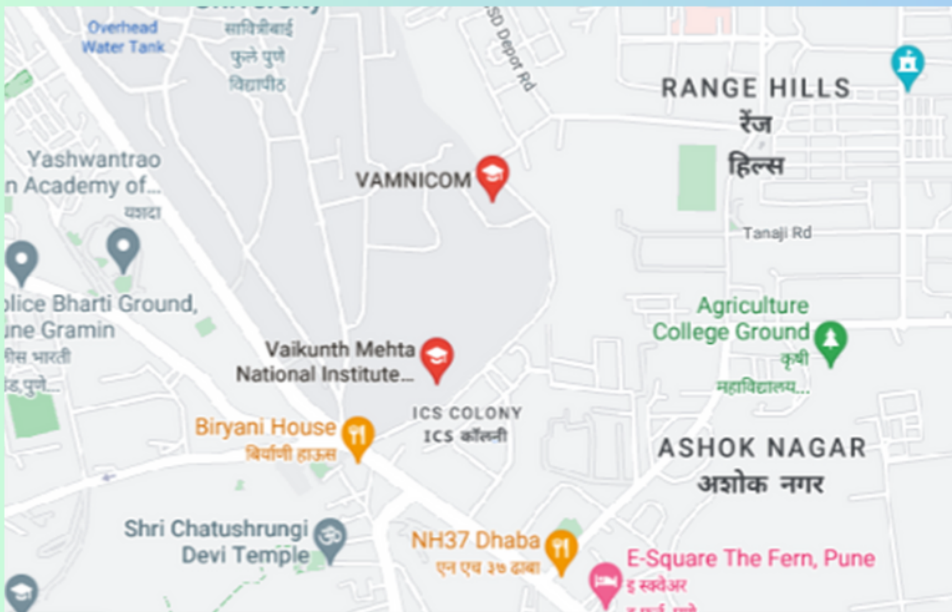 University
सावित्रीबाई
फुले पुणे
विद्यापीठ
Overhead
Water Tank
SD Depot Rd
RANGE HILLS
रेंज
हिल्स
Yashwantrao
n Academy of...
यशदा
VAMNICOM
Tanaji Rd
olice Bharti Ground,
une Gramin
ीस भारती
ंड,पुणे...
Agriculture
College Ground
कृषी
महाविद्यालय...
Vaikunth Mehta
National Institute...
ICS COLONY
ICS कॉलनी
Biryani House
बिर्याणी हाऊस
ASHOK NAGAR
अशोक नगर
Shri Chatushrungi
Devi Temple
NH37 Dhaba
एन एच ३७ ढाबा
E-Square The Fern, Pune
इ स्क्वेअर